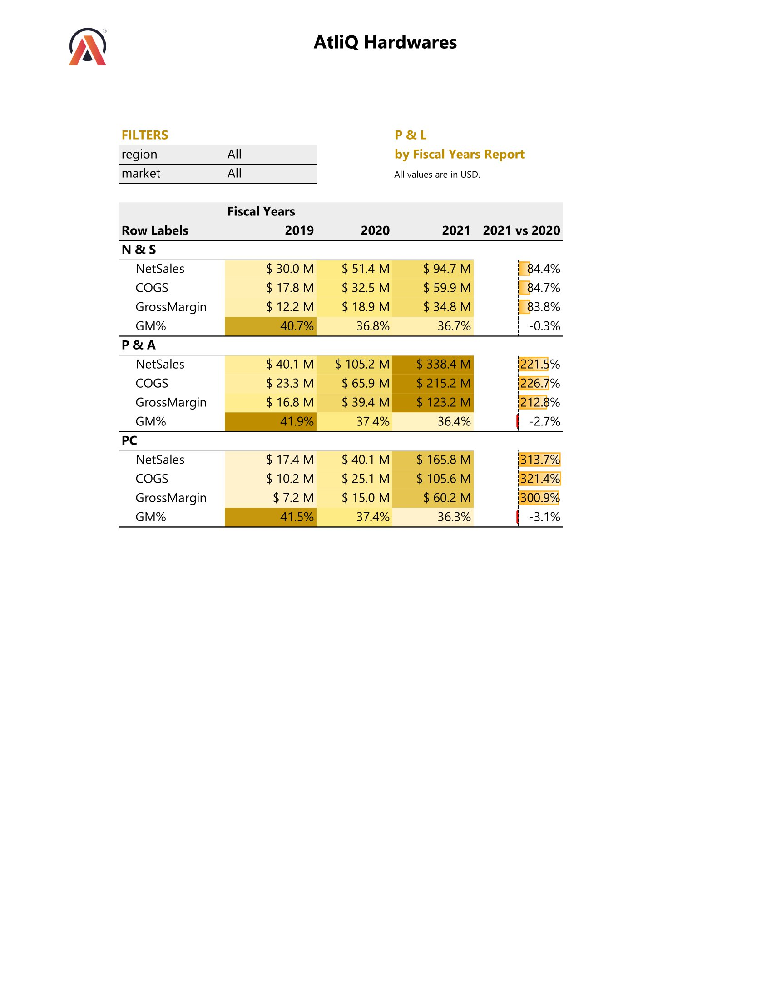 AtliQ Hardwares
®
FILTERS
P & L
region All
by Fiscal Years Report
market All
All values are in USD.
Fiscal Years
Row Labels 2019 2020 2021 2021 vs 2020
N & S
NetSales $ 30.0 M $ 51.4 M $ 94.7 M 84.4%
COGS $ 17.8 M $ 32.5 M $ 59.9 M 84.7%
GrossMargin $ 12.2 M $ 18.9 M $ 34.8 M 83.8%
GM% 40.7% 36.8% 36.7% -0.3%
P & A
NetSales $ 40.1 M $ 105.2 M $ 338.4 M 221.5%
COGS $ 23.3 M $ 65.9 M $ 215.2 M 226.7%
GrossMargin $ 16.8 M $ 39.4 M $ 123.2 M 212.8%
GM% 41.9% 37.4% 36.4% -2.7%
PC
NetSales $ 17.4 M $ 40.1 M $ 165.8 M 313.7%
COGS $ 10.2 M $ 25.1 M $ 105.6 M 321.4%
GrossMargin $ 7.2 M $ 15.0 M $ 60.2 M 300.9%
GM% 41.5% 37.4% 36.3% -3.1%